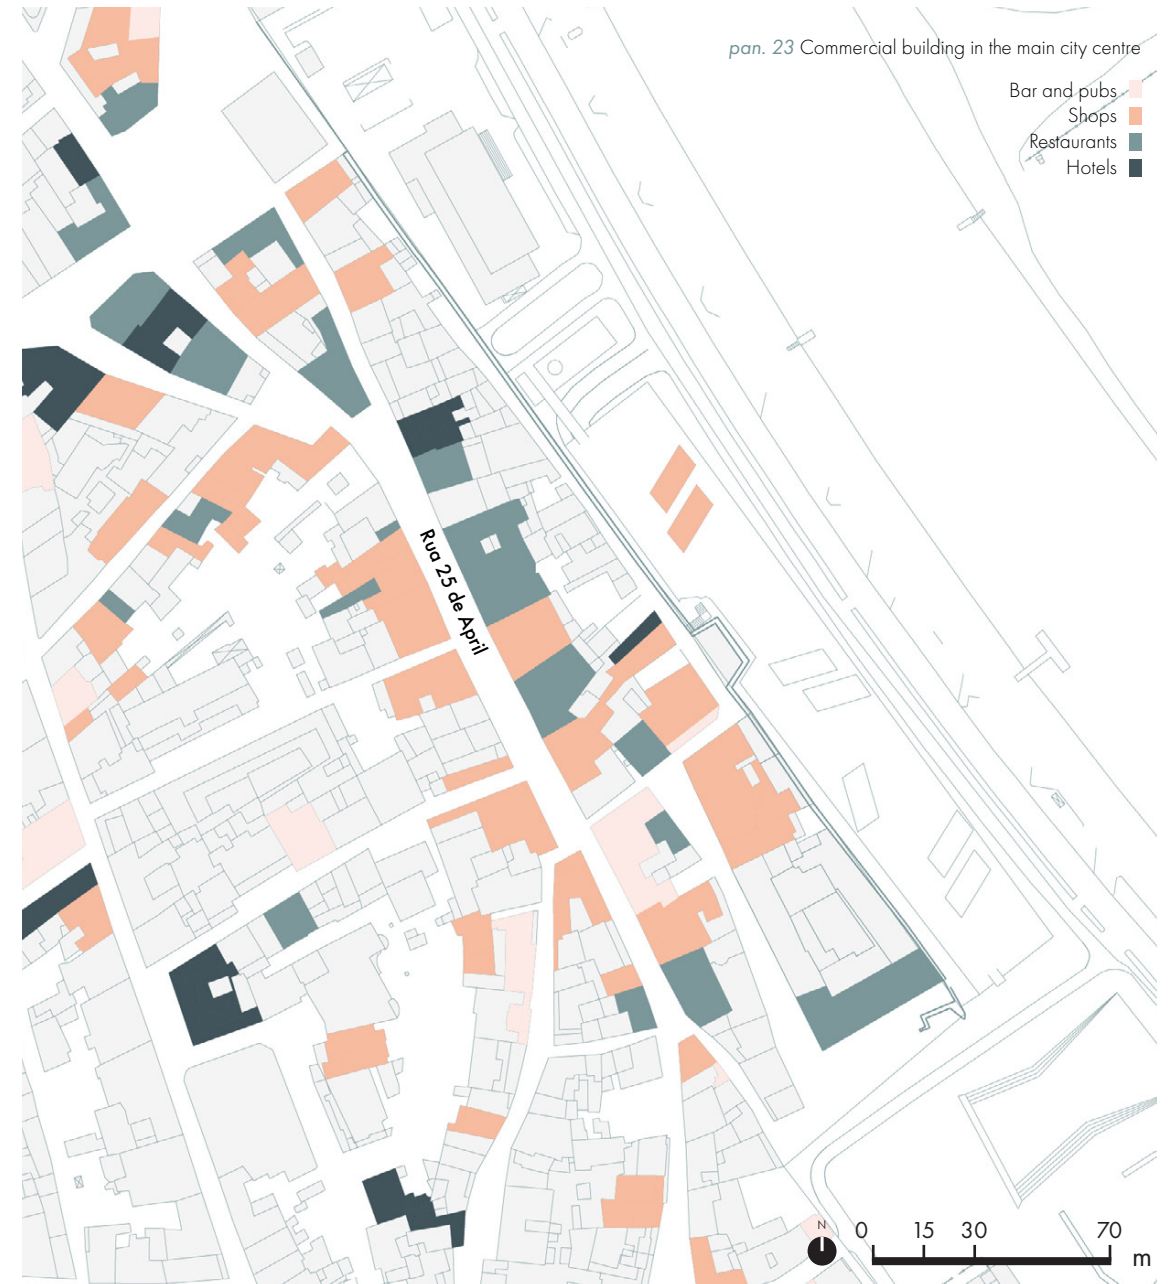 pan. 23 Commercial building in the main city centre
Bar and pubs
Shops
Restaurants
Hotels
Rua 25 de April
N
0 15 30 70
m